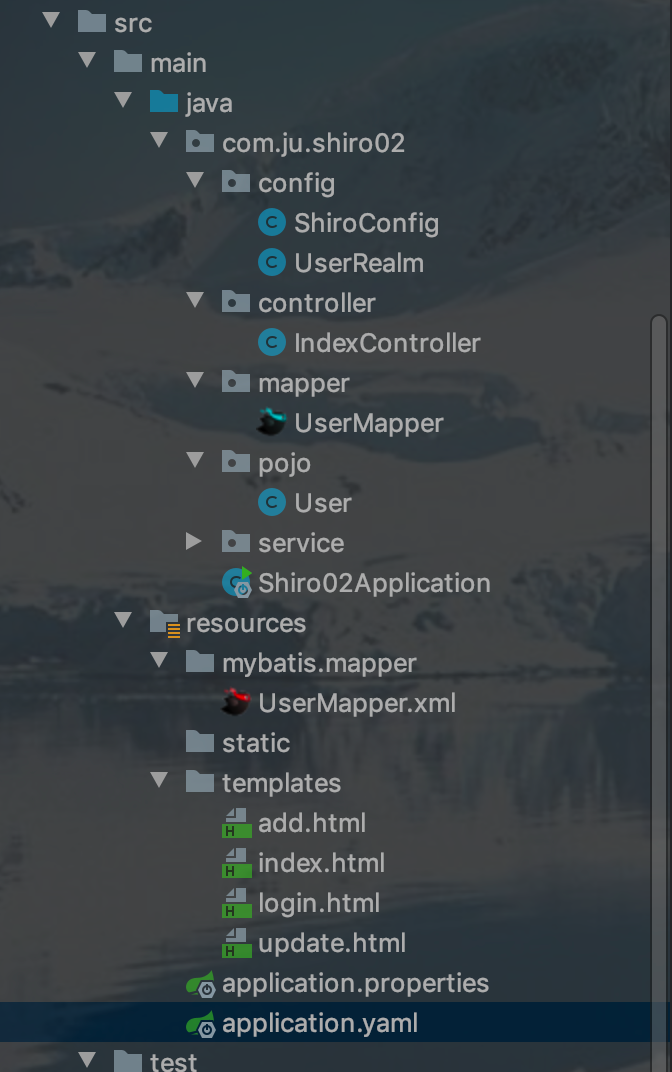 src
main
java
com.ju.shiro02
config
C ShiroConfig
C UserRealm
controller
C IndexController
mapper
UserMapper
pojo
C User
service
C Shiro02Application
resources
mybatis.mapper
UserMapper.xml
static
templates
H add.html
H index.html
H login.html
H update.html
application.properties
application.yaml
test